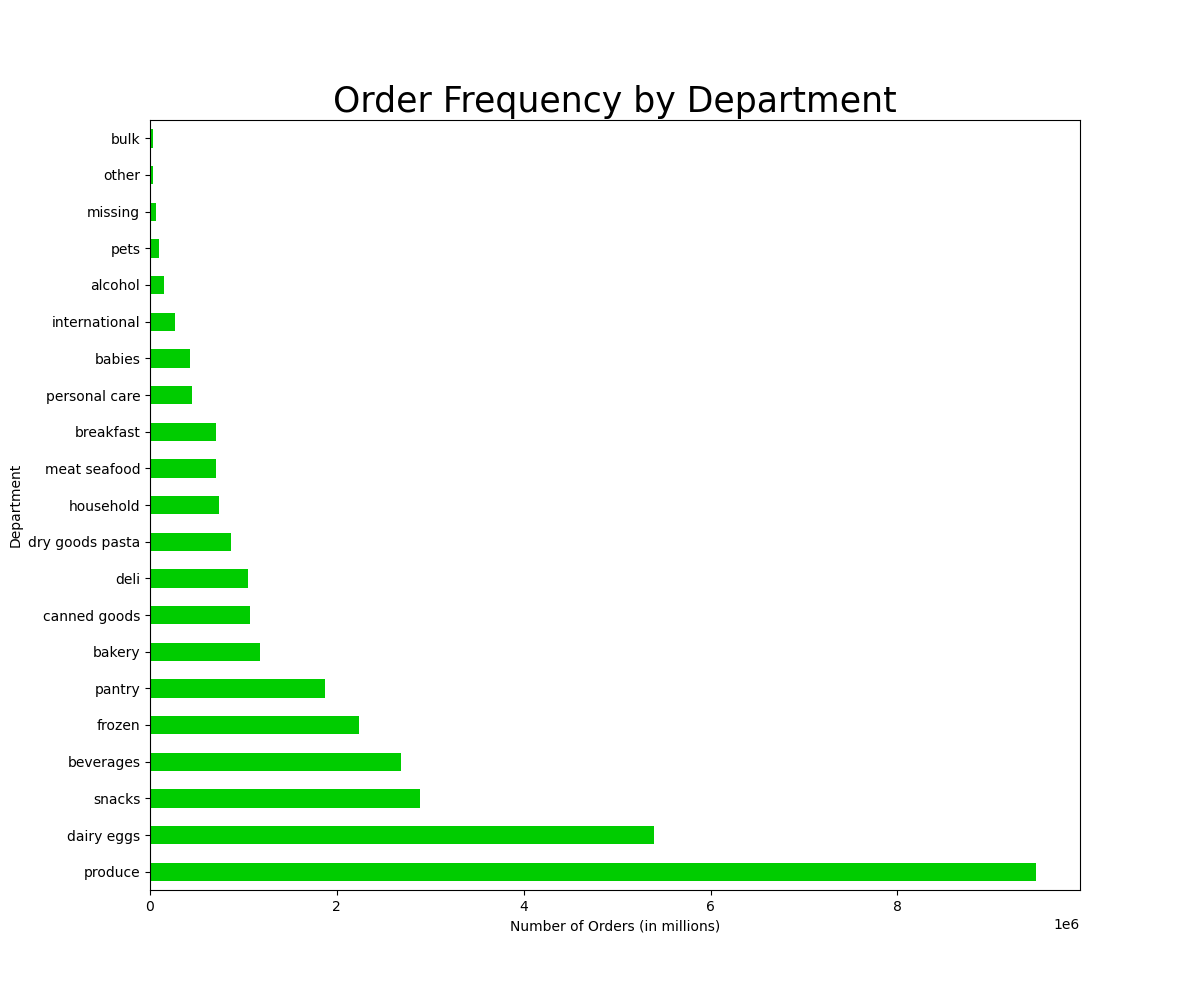 Order Frequency by Department
bulk
other
missing
pets
alcohol
international
babies
personal care
breakfast
meat seafood
household
dry goods pasta
deli
canned goods
bakery
pantry
frozen
beverages
snacks
dairy eggs
produce
Department
0 2 4 6 8
Number of Orders (in millions)
1e6